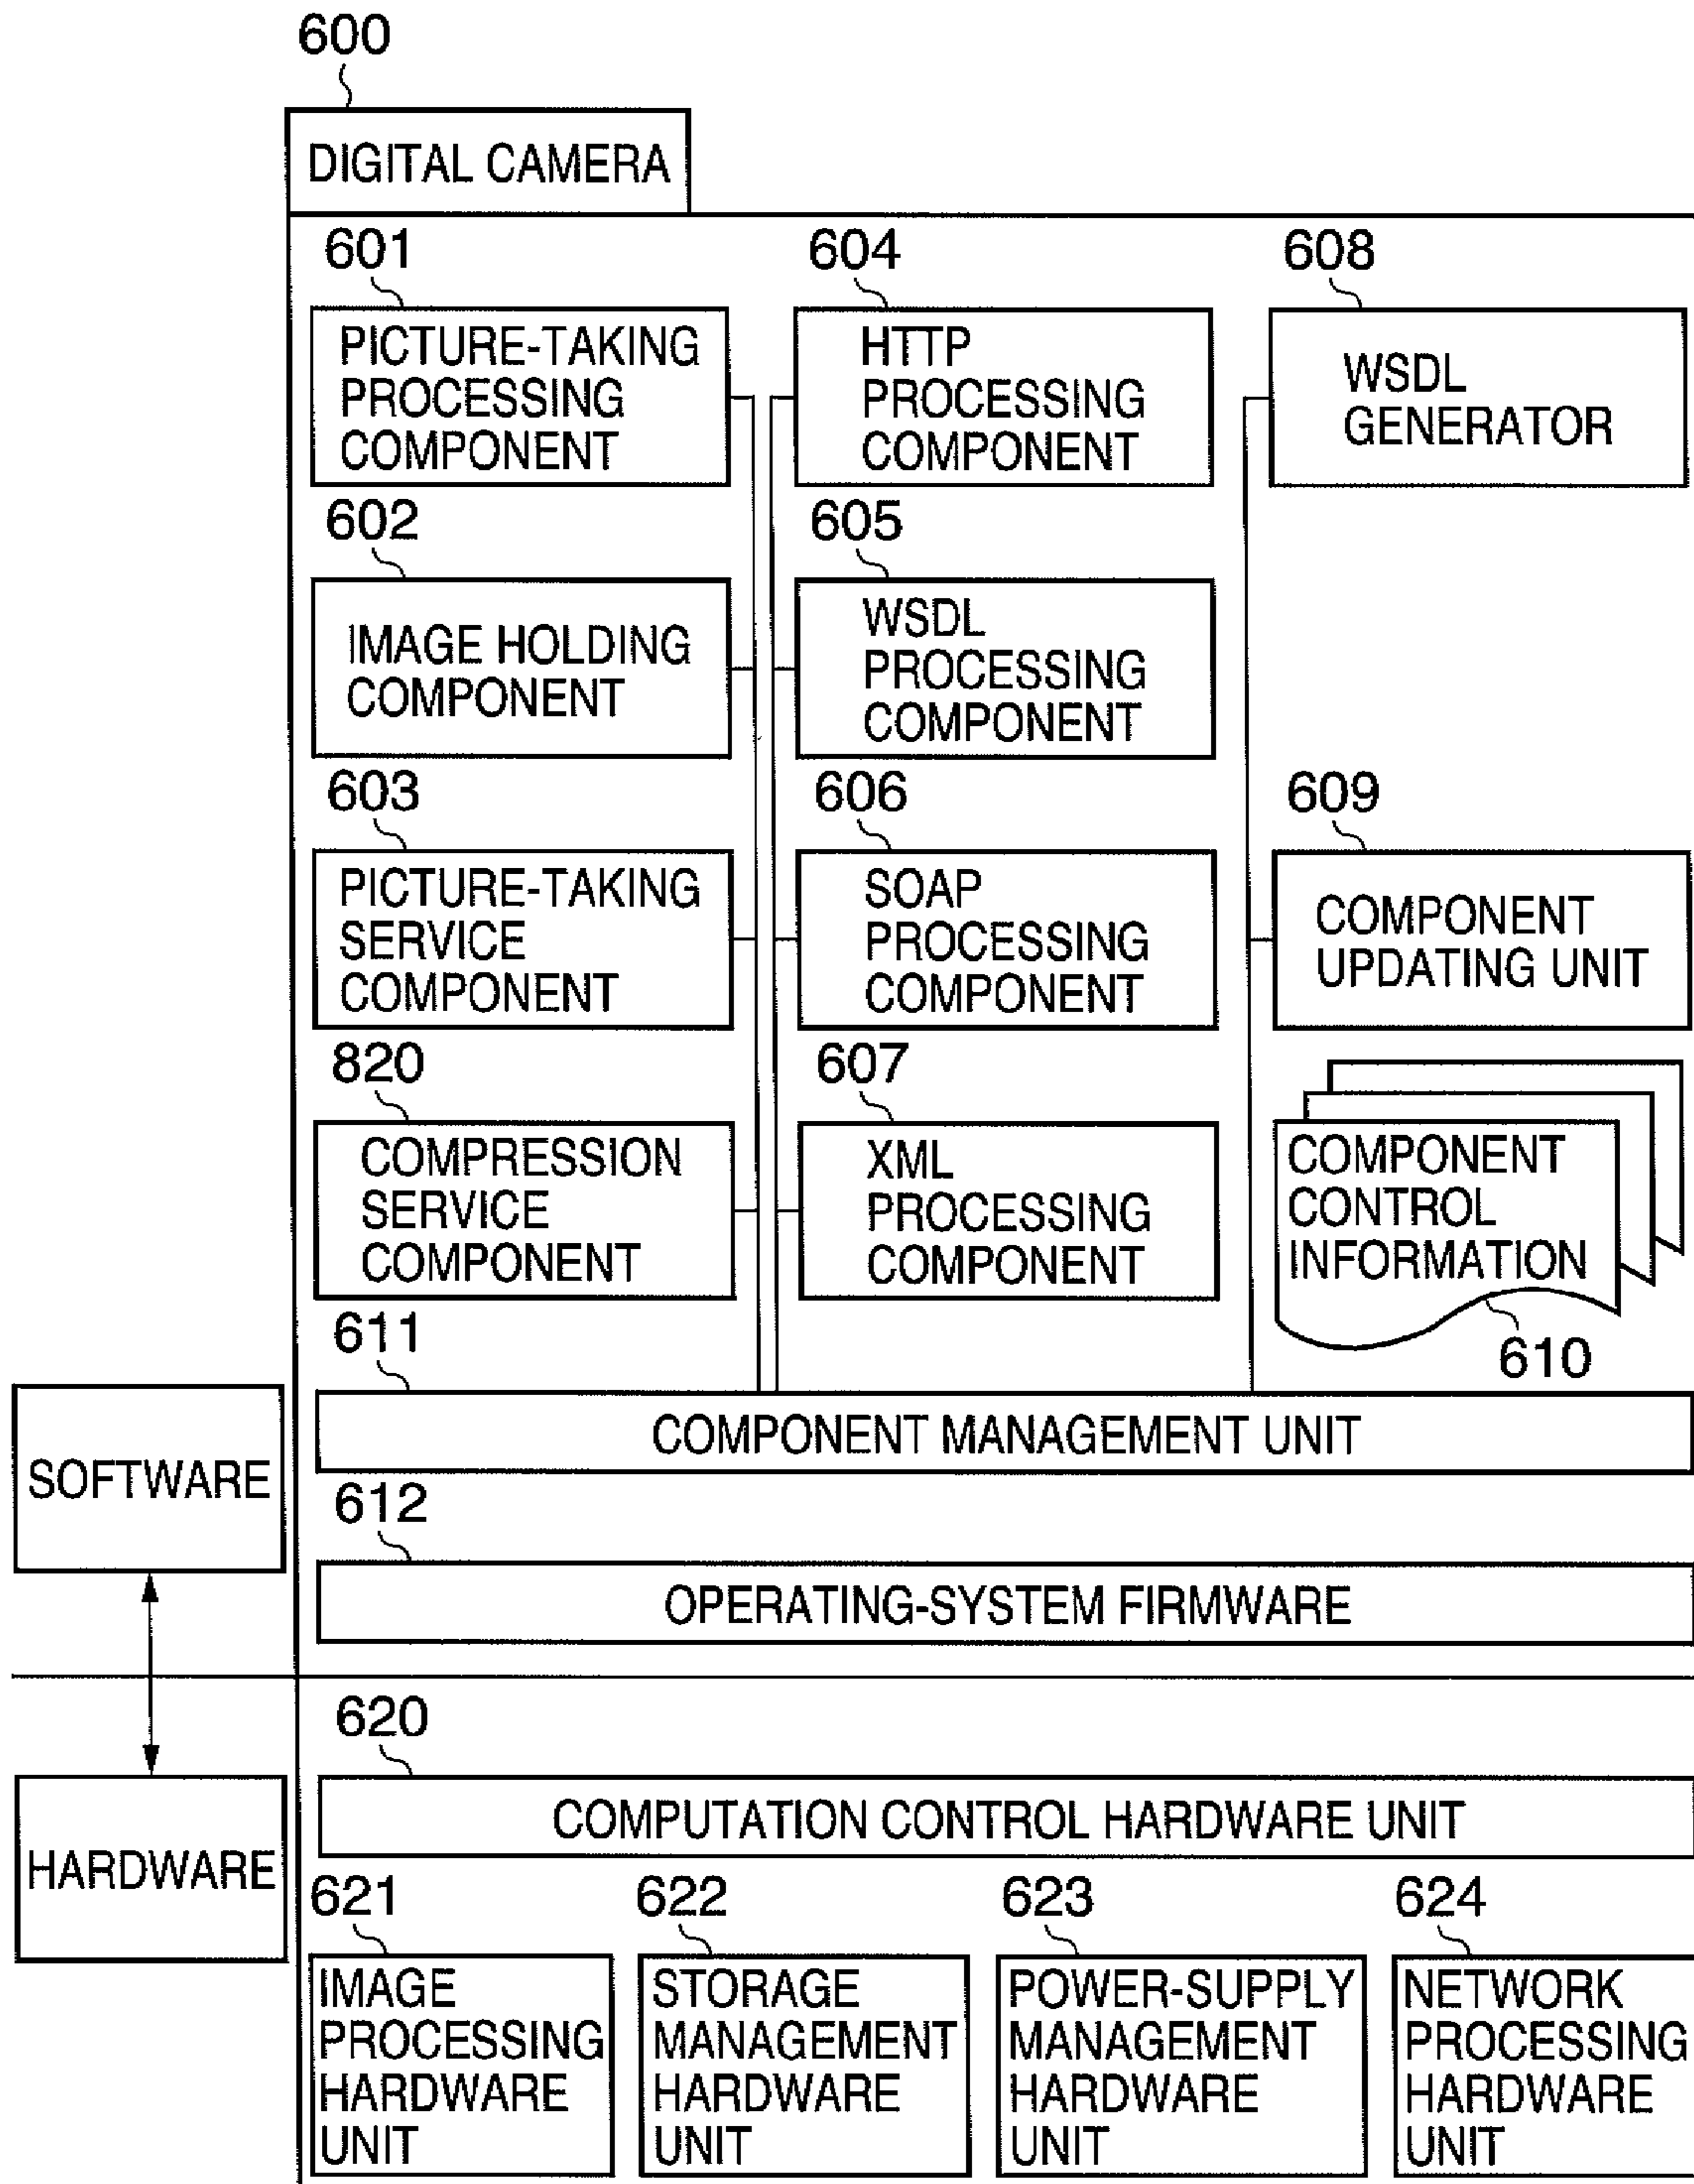 600
DIGITAL CAMERA
601
PICTURE-TAKING
PROCESSING
COMPONENT
604
HTTP
PROCESSING
COMPONENT
608
WSDL
GENERATOR
602
IMAGE HOLDING
COMPONENT
605
WSDL
PROCESSING
COMPONENT
603
PICTURE-TAKING
SERVICE
COMPONENT
606
SOAP
PROCESSING
COMPONENT
609
COMPONENT
UPDATING UNIT
820
COMPRESSION
SERVICE
COMPONENT
607
XML
PROCESSING
COMPONENT
COMPONENT
CONTROL
INFORMATION
610
611
COMPONENT MANAGEMENT UNIT
SOFTWARE
612
OPERATING-SYSTEM FIRMWARE
620
COMPUTATION CONTROL HARDWARE UNIT
HARDWARE
621
IMAGE
PROCESSING
HARDWARE
UNIT
622
STORAGE
MANAGEMENT
HARDWARE
UNIT
623
POWER-SUPPLY
MANAGEMENT
HARDWARE
UNIT
624
NETWORK
PROCESSING
HARDWARE
UNIT